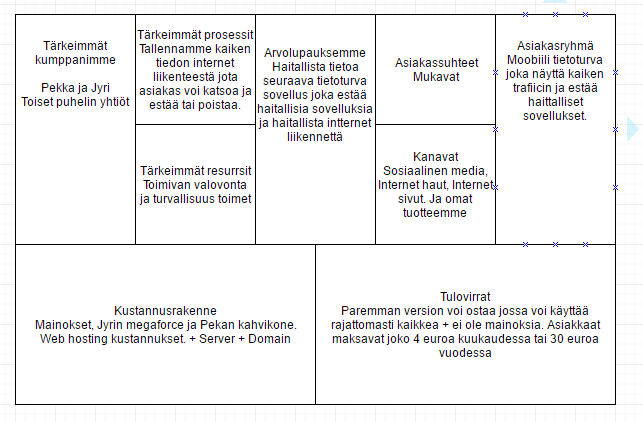 Tärkeimmät
kumppanimme
Pekka ja Jyri
Toiset puhelin yhtiöt
Tärkeimmät prosessit
Tallennamme kaiken
tiedon internet
liikenteestä jota
asiakas voi katsoa ja
estää tai poistaa.
Tärkeimmät resurrsit
Toimivan valovonta
ja turvallisuus toimet
Arvolupauksemme
Haitallista tietoa
seuraava tietoturva
sovellus joka estää
haitallisia sovelluksia
ja haitallista intternet
liikennettä
Asiakassuhteet
Mukavat
Kanavat
Sosiaalinen media,
Internet haut, Internet
sivut. Ja omat
tuotteemme
Asiakasryhmä
Moobiili tietoturva
joka näyttä kaiken
trafiicin ja estää
haittalliset
sovellukset.
Kustannusrakenne
Mainokset, Jyrin megaforce ja Pekan kahvikone.
Web hosting kustannukset. + Server + Domain
Tulovirrat
Paremman version voi ostaa jossa voi käyttää
rajattomasti kaikkea + ei ole mainoksia. Asiakkaat
maksavat joko 4 euroa kuukaudessa tai 30 euroa
vuodessa